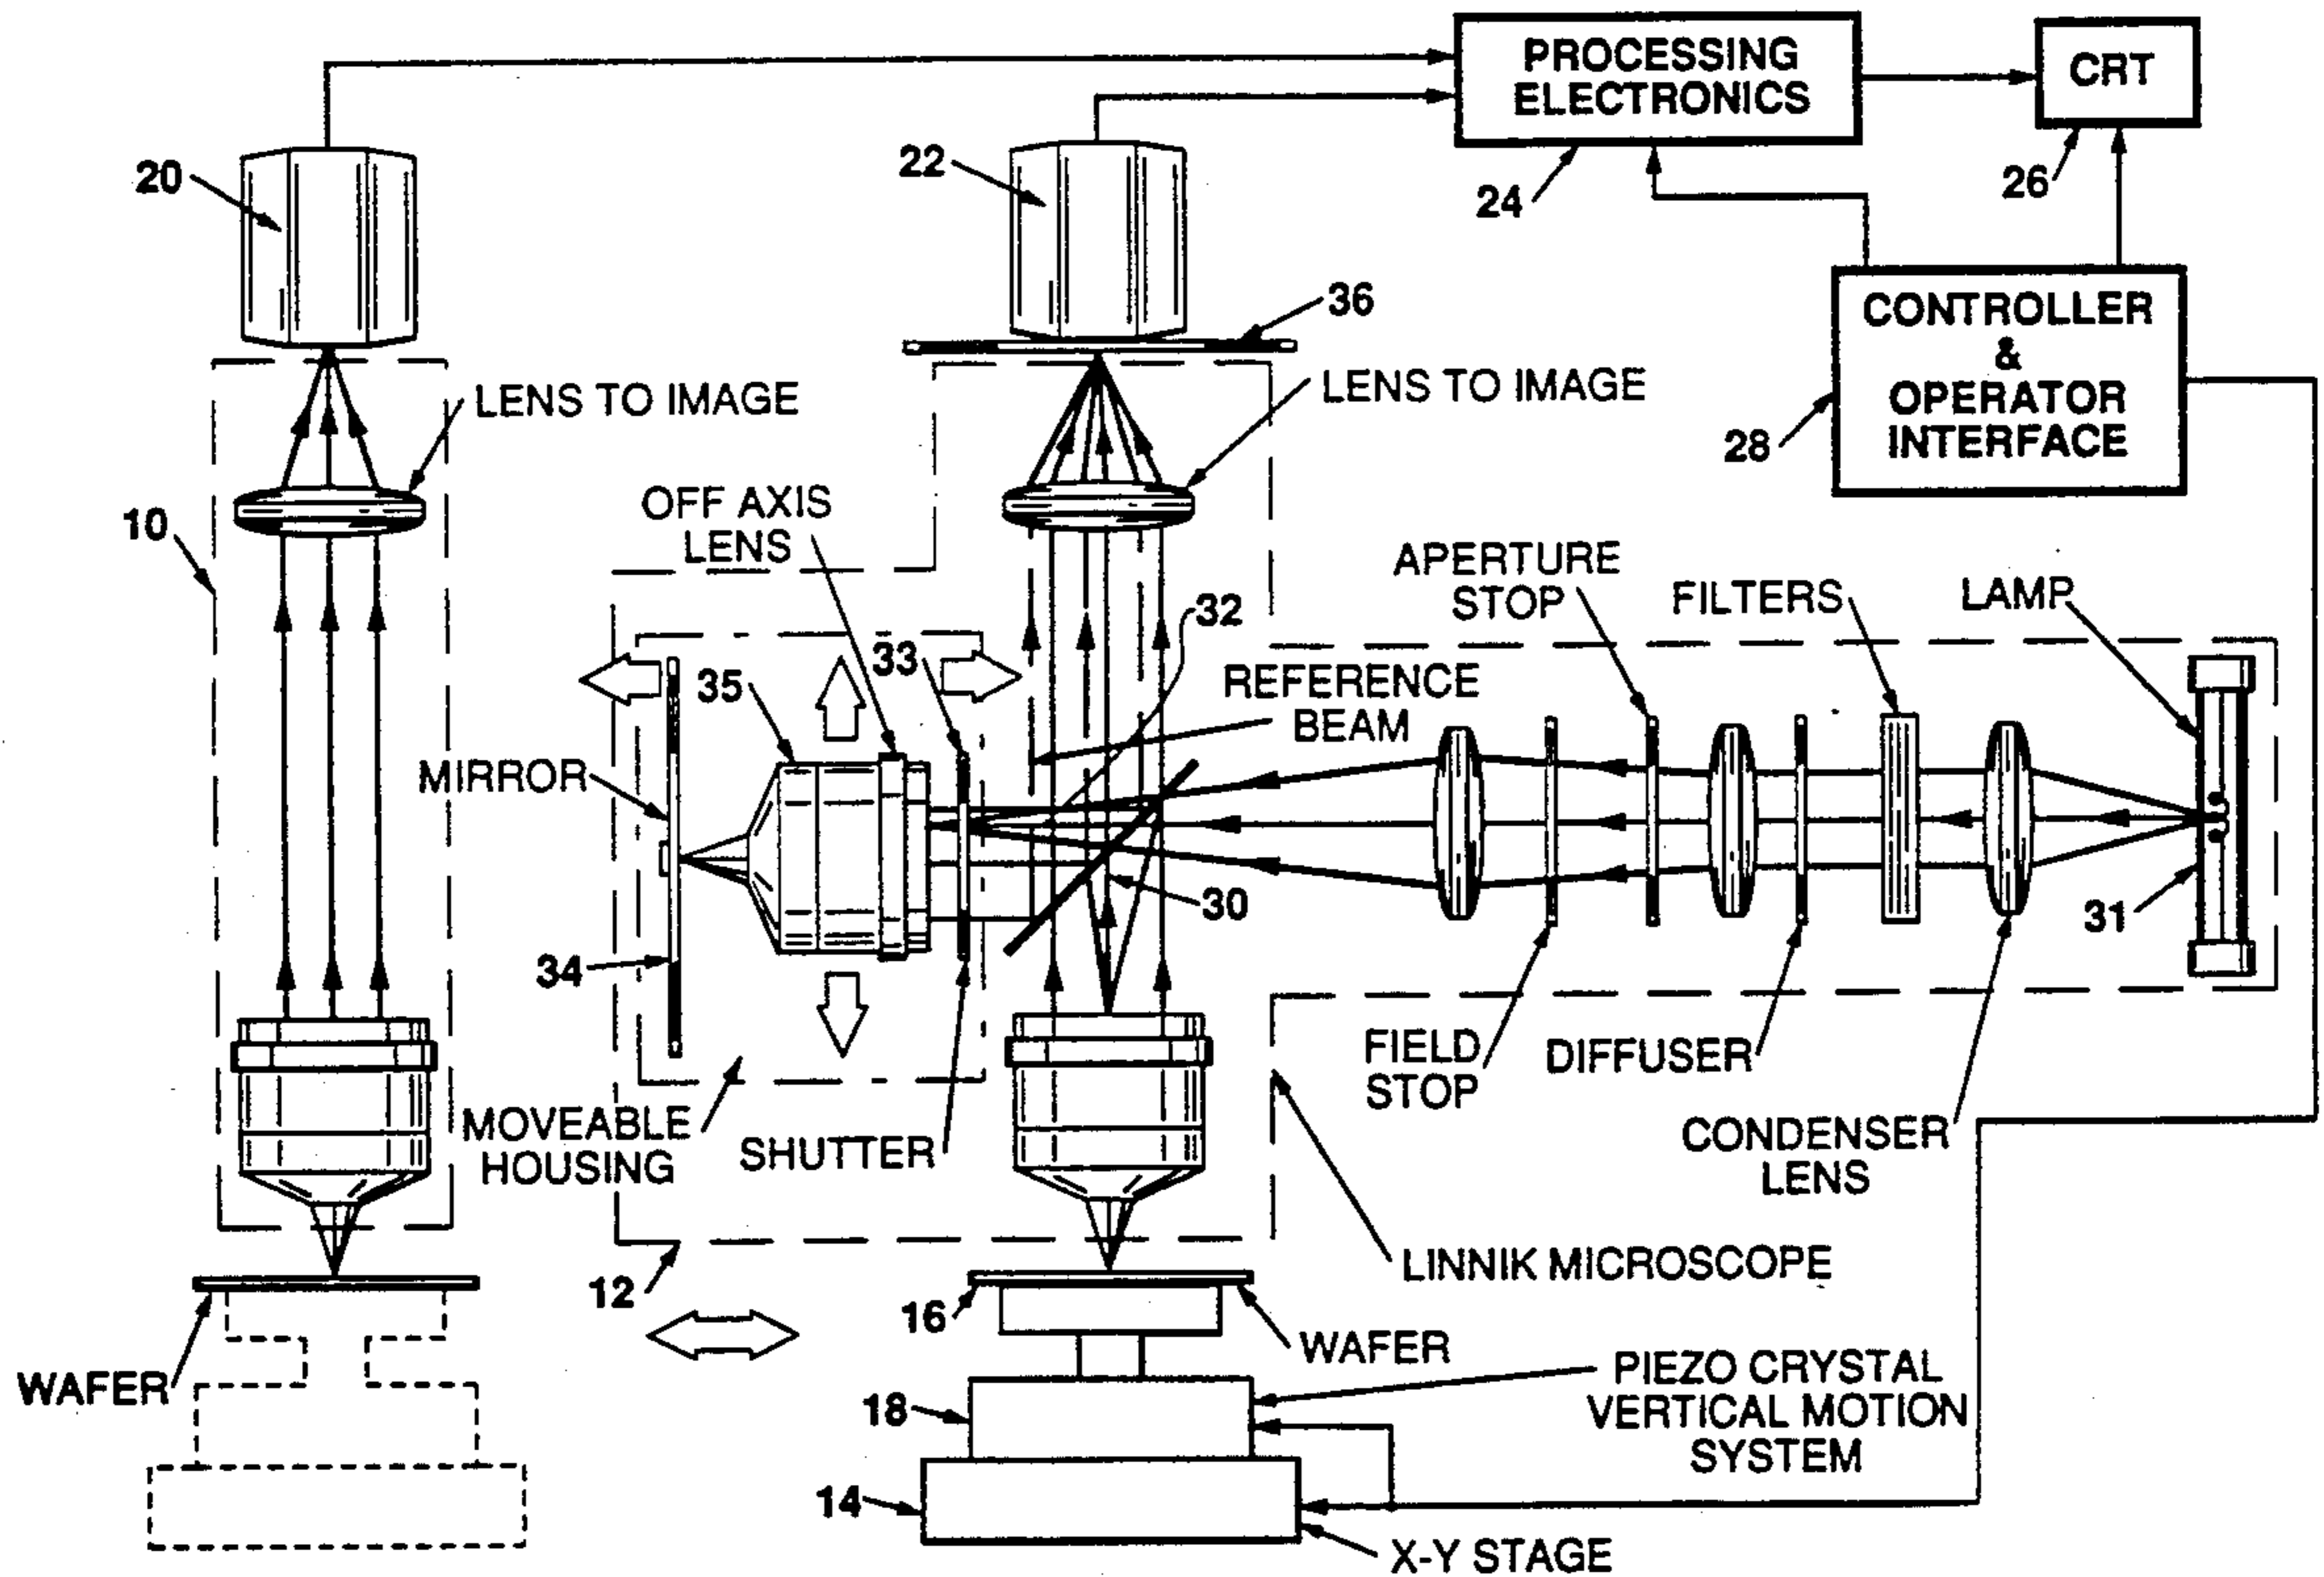 PROCESSING
ELECTRONICS
CRT
20
22
24
26
36
CONTROLLER
&
OPERATOR
INTERFACE
28
LENS TO IMAGE
LENS TO IMAGE
10
OFF AXIS
LENS
APERTURE
STOP
FILTERS
LAMP
32
33
35
REFERENCE
BEAM
MIRROR
30
31
34
FIELD
STOP
DIFFUSER
CONDENSER
LENS
MOVEABLE
HOUSING
SHUTTER
LINNIK MICROSCOPE
12
16
WAFER
WAFER
PIEZO CRYSTAL
VERTICAL MOTION
SYSTEM
18
14
X-Y STAGE